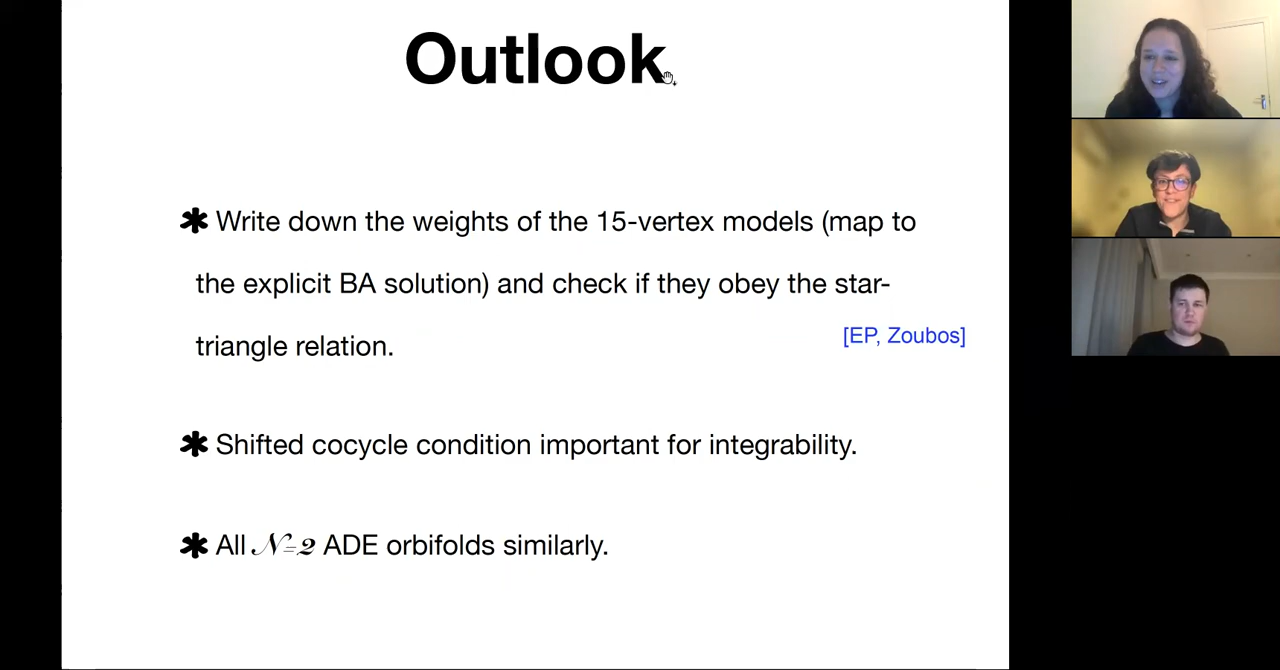 Outlook
✱ Write down the weights of the 15-vertex models (map to
the explicit BA solution) and check if they obey the star-
triangle relation.
[EP, Zoubos]
✱ Shifted cocycle condition important for integrability.
✱ All 𝒩=2 ADE orbifolds similarly.